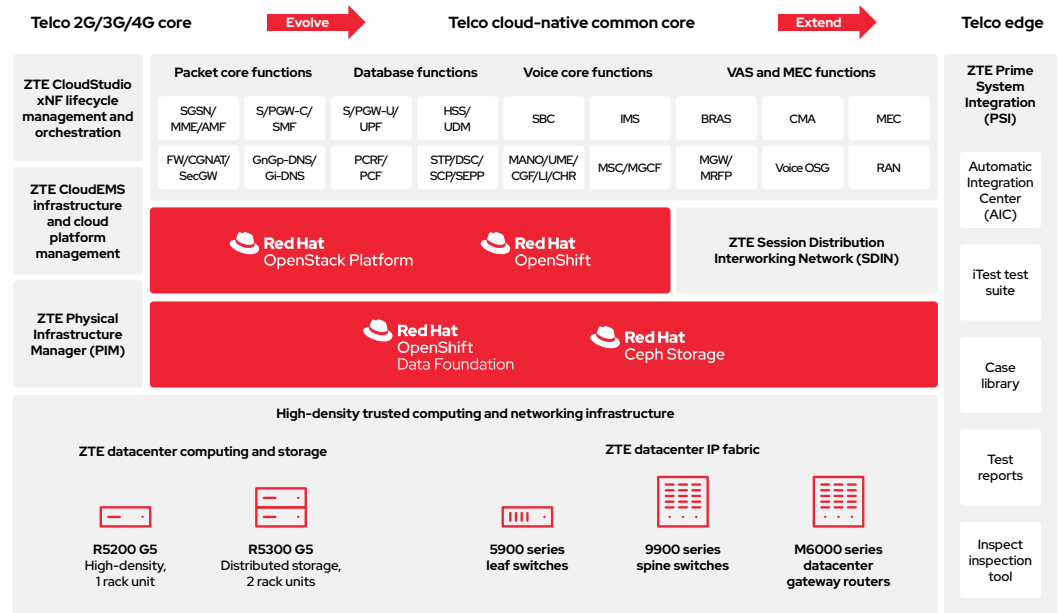 Telco 2G/3G/4G core
Evolve
Telco cloud-native common core
Extend
Telco edge
ZTE CloudStudio
xNF lifecycle
management and
orchestration
ZTE CloudEMS
infrastructure
and cloud
platform
management
ZTE Physical
Infrastructure
Manager (PIM)
Packet core functions
Database functions
Voice core functions
VAS and MEC functions
SGSN/
MME/AMF
S/PGW-C/
SMF
S/PGW-U/
UPF
HSS/
UDM
SBC
IMS
BRAS
CMA
MEC
FW/CGNAT/
SecGW
GnGp-DNS/
Gi-DNS
PCRF/
PCF
STP/DSC/
SCP/SEPP
MANO/UME/
CGF/LI/CHR
MSC/MGCF
MGW/
MRFP
Voice OSG
RAN
Red Hat
OpenStack Platform
Red Hat
OpenShift
ZTE Session Distribution
Interworking Network (SDIN)
Red Hat
OpenShift
Data Foundation
Red Hat
Ceph Storage
High-density trusted computing and networking infrastructure
ZTE datacenter computing and storage
R5200 G5
High-density,
1 rack unit
R5300 G5
Distributed storage,
2 rack units
ZTE datacenter IP fabric
5900 series
leaf switches
9900 series
spine switches
M6000 series
datacenter
gateway routers
ZTE Prime
System
Integration
(PSI)
Automatic
Integration
Center
(AIC)
iTest test
suite
Case
library
Test
reports
Inspect
inspection
tool